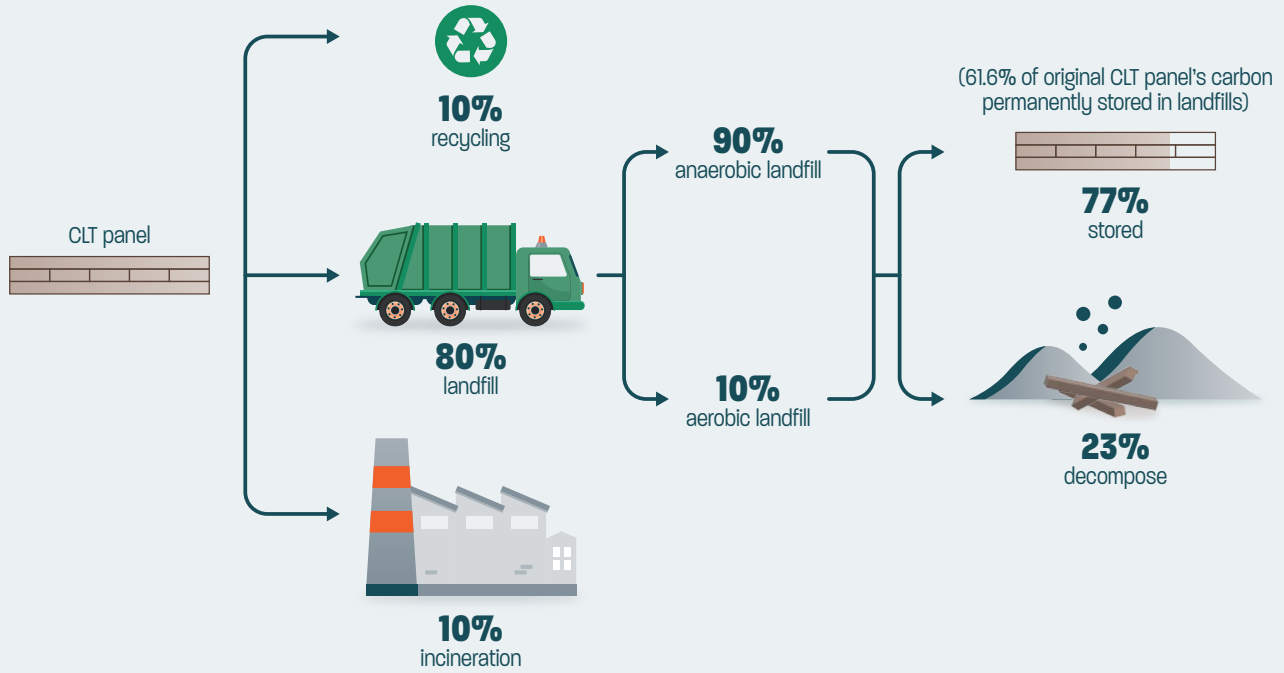 CLT panel
10%
recycling
80%
landfill
10%
incineration
90%
anaerobic landfill
10%
aerobic landfill
(61.6% of original CLT panel's carbon
permanently stored in landfills)
77%
stored
23%
decompose